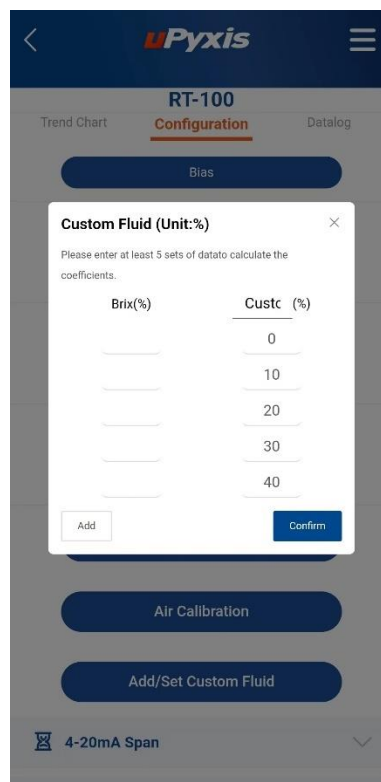 uPyxis
RT-100
Trend Chart Configuration Datalog
Bias
Custom Fluid (Unit:%)
Please enter at least 5 sets of datato calculate the
coefficients.
Brix(%) Custc (%)
0
10
20
30
40
Add Confirm
Air Calibration
Add/Set Custom Fluid
4-20mA Span